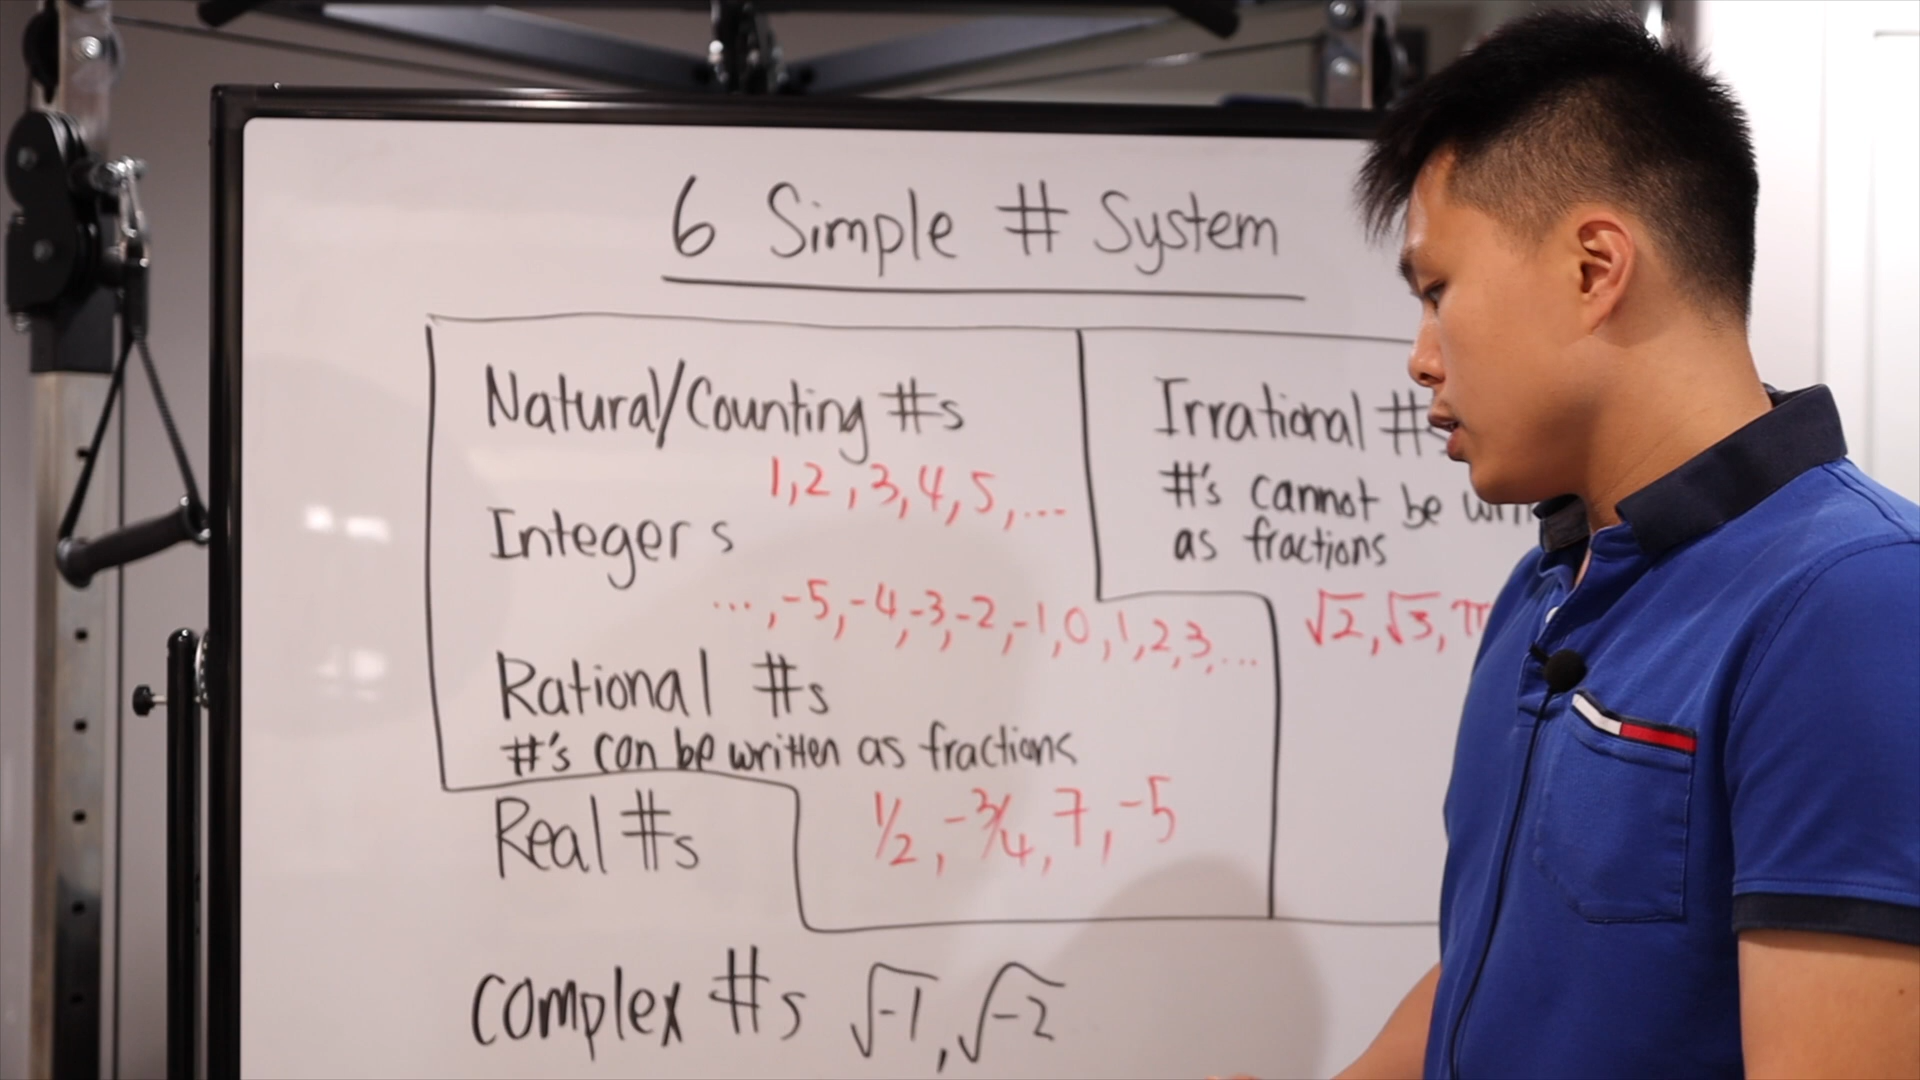 6 Simple # System
Natural/Counting #s
1,2,3,4,5,...
Integers
...,-5,-4,-3,-2,-1,0,1,2,3,...
Rational #s
#'s can be written as fractions
1/2, -3/4, 7, -5
Real #s
Complex #s √-1, √-2
Irrational #s
#'s cannot be
as fractions
√2, √3, π